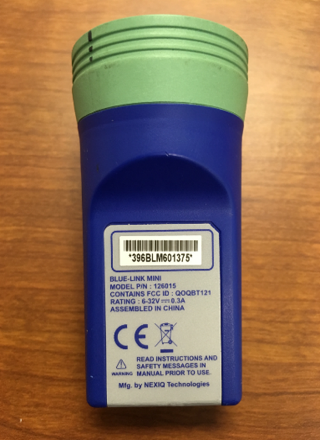 *396BLM601375*
BLUE-LINK MINI
MODEL P/N : 126015
CONTAINS FCC ID : QOQBT121
RATING : 6-32V⎓0.3A
ASSEMBLED IN CHINA
CE
READ INSTRUCTIONS AND
SAFETY MESSAGES IN
WARNING MANUAL PRIOR TO USE.
Mfg. by NEXIQ Technologies